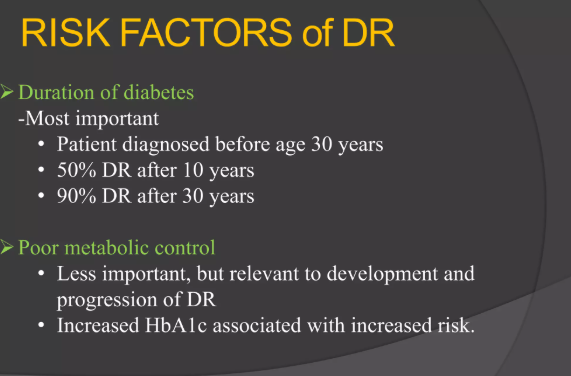 RISK FACTORS of DR
➢Duration of diabetes
-Most important
• Patient diagnosed before age 30 years
• 50% DR after 10 years
• 90% DR after 30 years
➢Poor metabolic control
• Less important, but relevant to development and
progression of DR
• Increased HbA1c associated with increased risk.